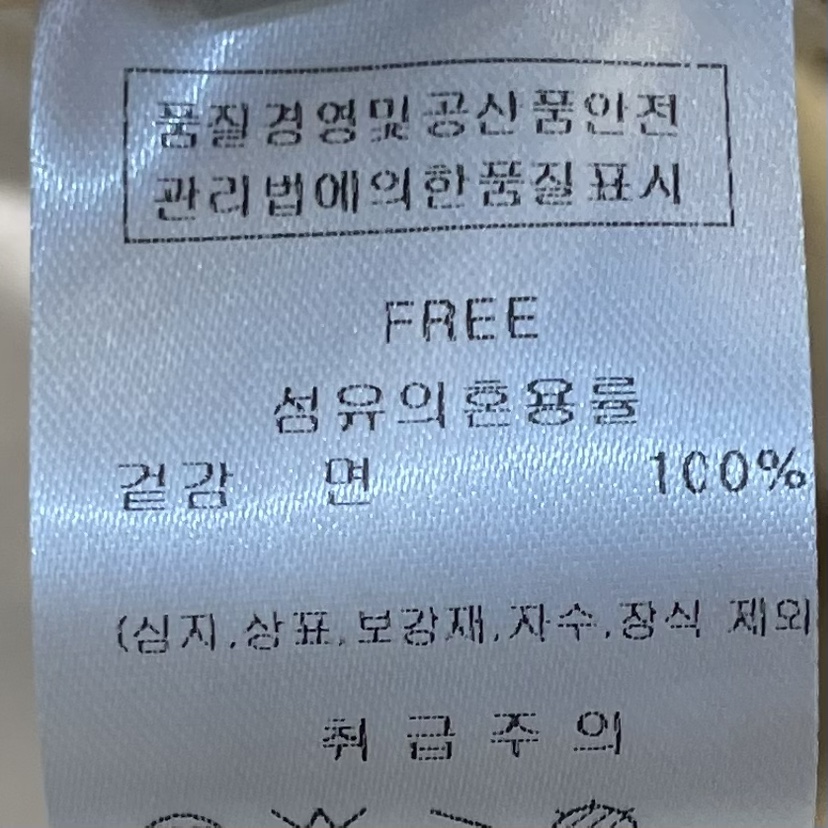 품질경영및공산품안전
관리법에의한품질표시
FREE
섬유의혼용률
겉감 면 100%
(심지,상표,보강재,자수,장식 제외
취급주의